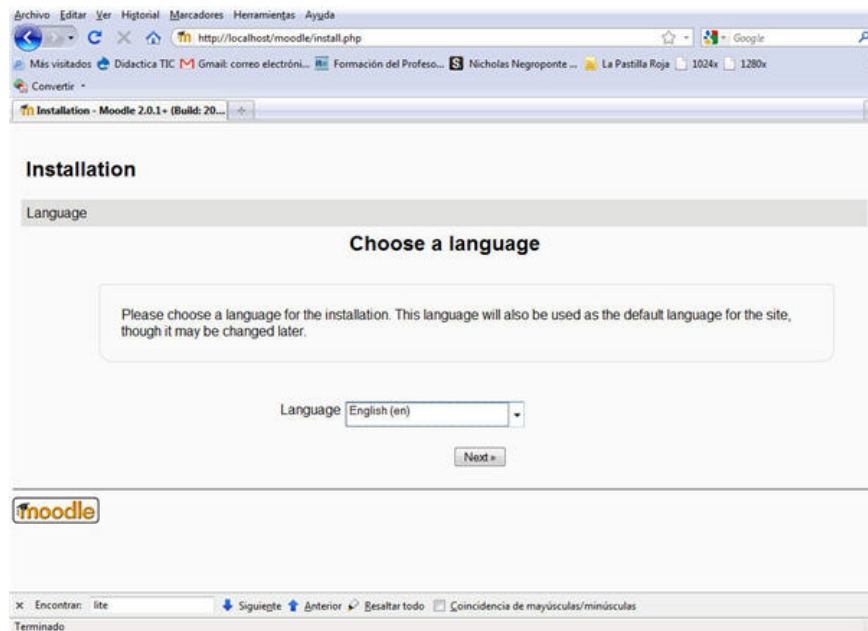 Archivo Editar Ver Historial Marcadores Herramientas Ayuda
http://localhost/moodle/install.php Google
Más visitados Didactica TIC Gmail: correo electróni... Formación del Profeso... Nicholas Negroponte ... La Pastilla Roja 1024x 1280x
Convertir
Installation - Moodle 2.0.1+ (Build: 20...
Installation
Language
Choose a language
Please choose a language for the installation. This language will also be used as the default language for the site,
though it may be changed later.
Language English (en)
Next »
moodle
× Encontrar: lite Siguiente Anterior Resaltar todo Coincidencia de mayúsculas/minúsculas
Terminado